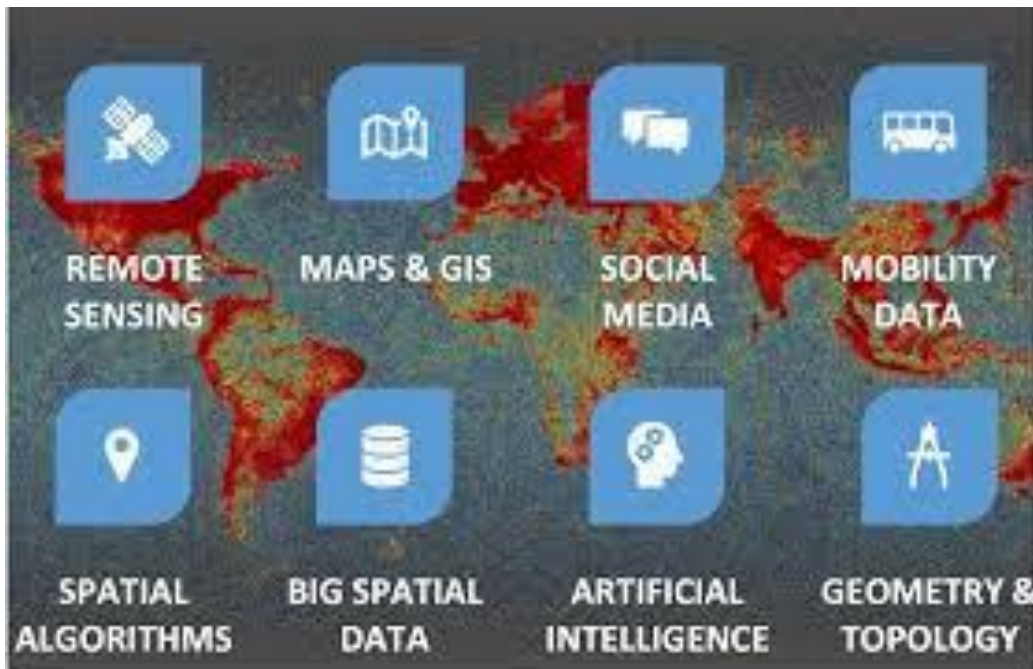 REMOTE
SENSING
MAPS & GIS
SOCIAL
MEDIA
MOBILITY
DATA
SPATIAL
ALGORITHMS
BIG SPATIAL
DATA
ARTIFICIAL
INTELLIGENCE
GEOMETRY &
TOPOLOGY